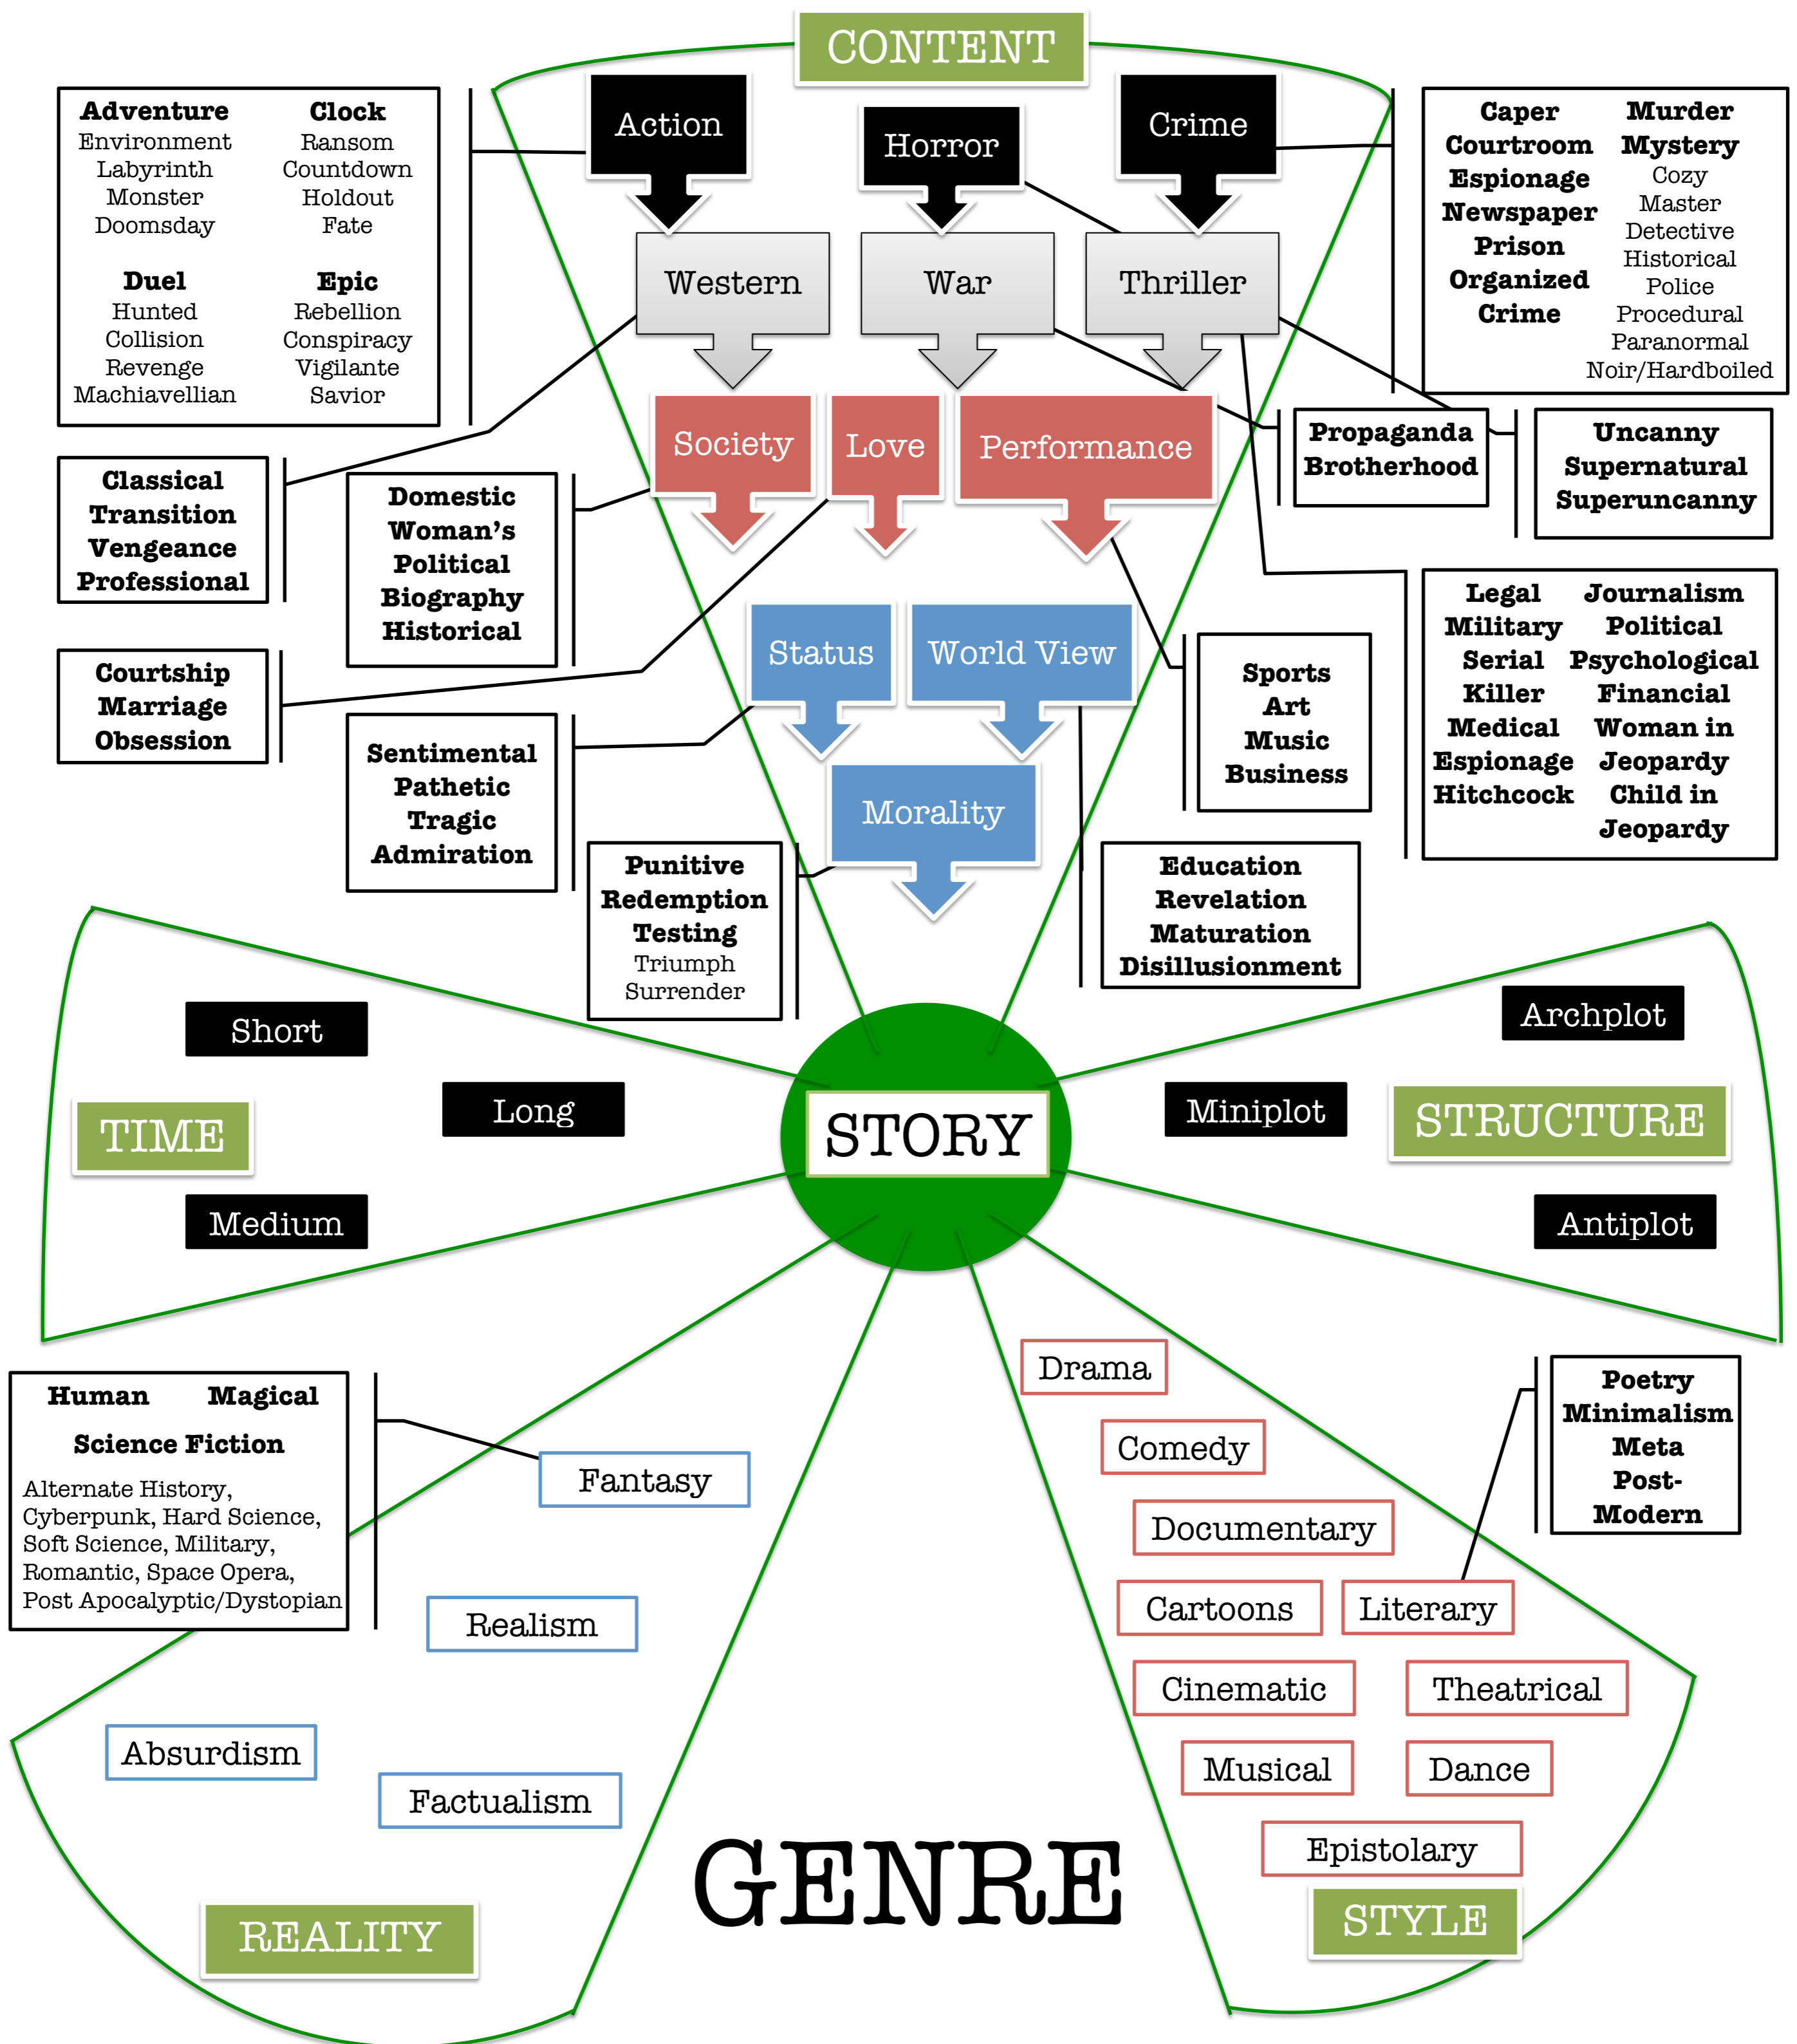 CONTENT
Action
Horror
Crime
Adventure
Environment
Labyrinth
Monster
Doomsday
Clock
Ransom
Countdown
Holdout
Fate
Duel
Hunted
Collision
Revenge
Machiavellian
Epic
Rebellion
Conspiracy
Vigilante
Savior
Caper
Courtroom
Espionage
Newspaper
Prison
Organized
Crime
Murder
Mystery
Cozy
Master
Detective
Historical
Police
Procedural
Paranormal
Noir/Hardboiled
Western
War
Thriller
Society
Love
Performance
Propaganda
Brotherhood
Uncanny
Supernatural
Superuncanny
Classical
Transition
Vengeance
Professional
Domestic
Woman's
Political
Biography
Historical
Legal
Military
Serial
Killer
Medical
Espionage
Hitchcock
Journalism
Political
Psychological
Financial
Woman in
Jeopardy
Child in
Jeopardy
Status
World View
Courtship
Marriage
Obsession
Sports
Art
Music
Business
Sentimental
Pathetic
Tragic
Admiration
Morality
Punitive
Redemption
Testing
Triumph
Surrender
Education
Revelation
Maturation
Disillusionment
Short
Long
TIME
Medium
STORY
Archplot
Miniplot
STRUCTURE
Antiplot
Human Magical
Science Fiction
Alternate History,
Cyberpunk, Hard Science,
Soft Science, Military,
Romantic, Space Opera,
Post Apocalyptic/Dystopian
Fantasy
Realism
Absurdism
Factualism
REALITY
Drama
Comedy
Documentary
Cartoons
Literary
Poetry
Minimalism
Meta
Post-
Modern
Cinematic
Theatrical
Musical
Dance
Epistolary
STYLE
GENRE